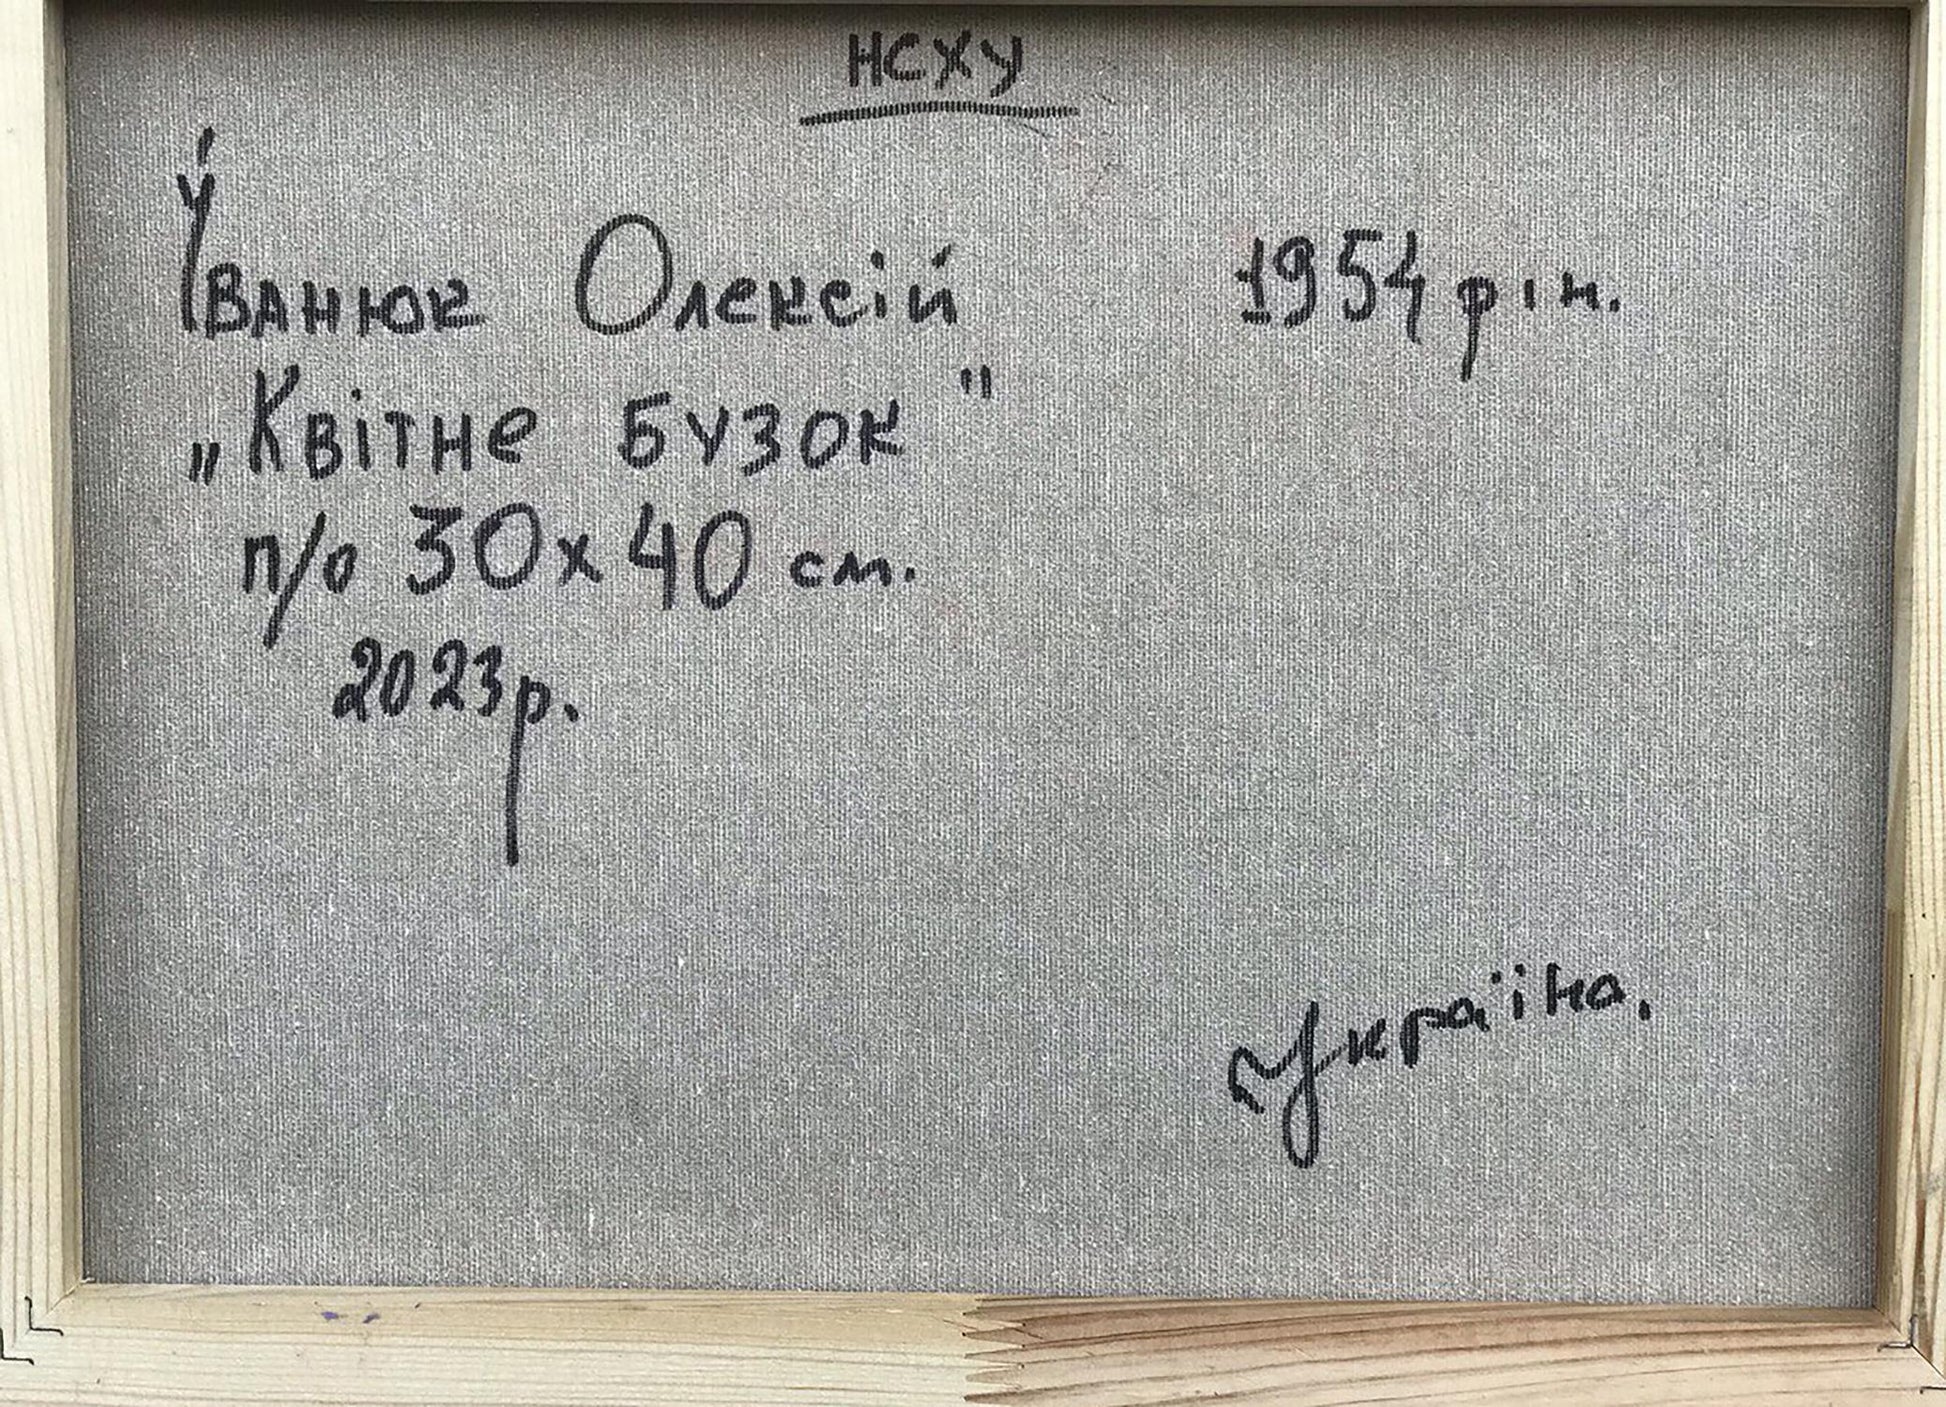 НСХУ
Іванюк Олексій 1954 р.н.
„Квітне бузок"
п/о 30х40 см.
2023р.
Україна.